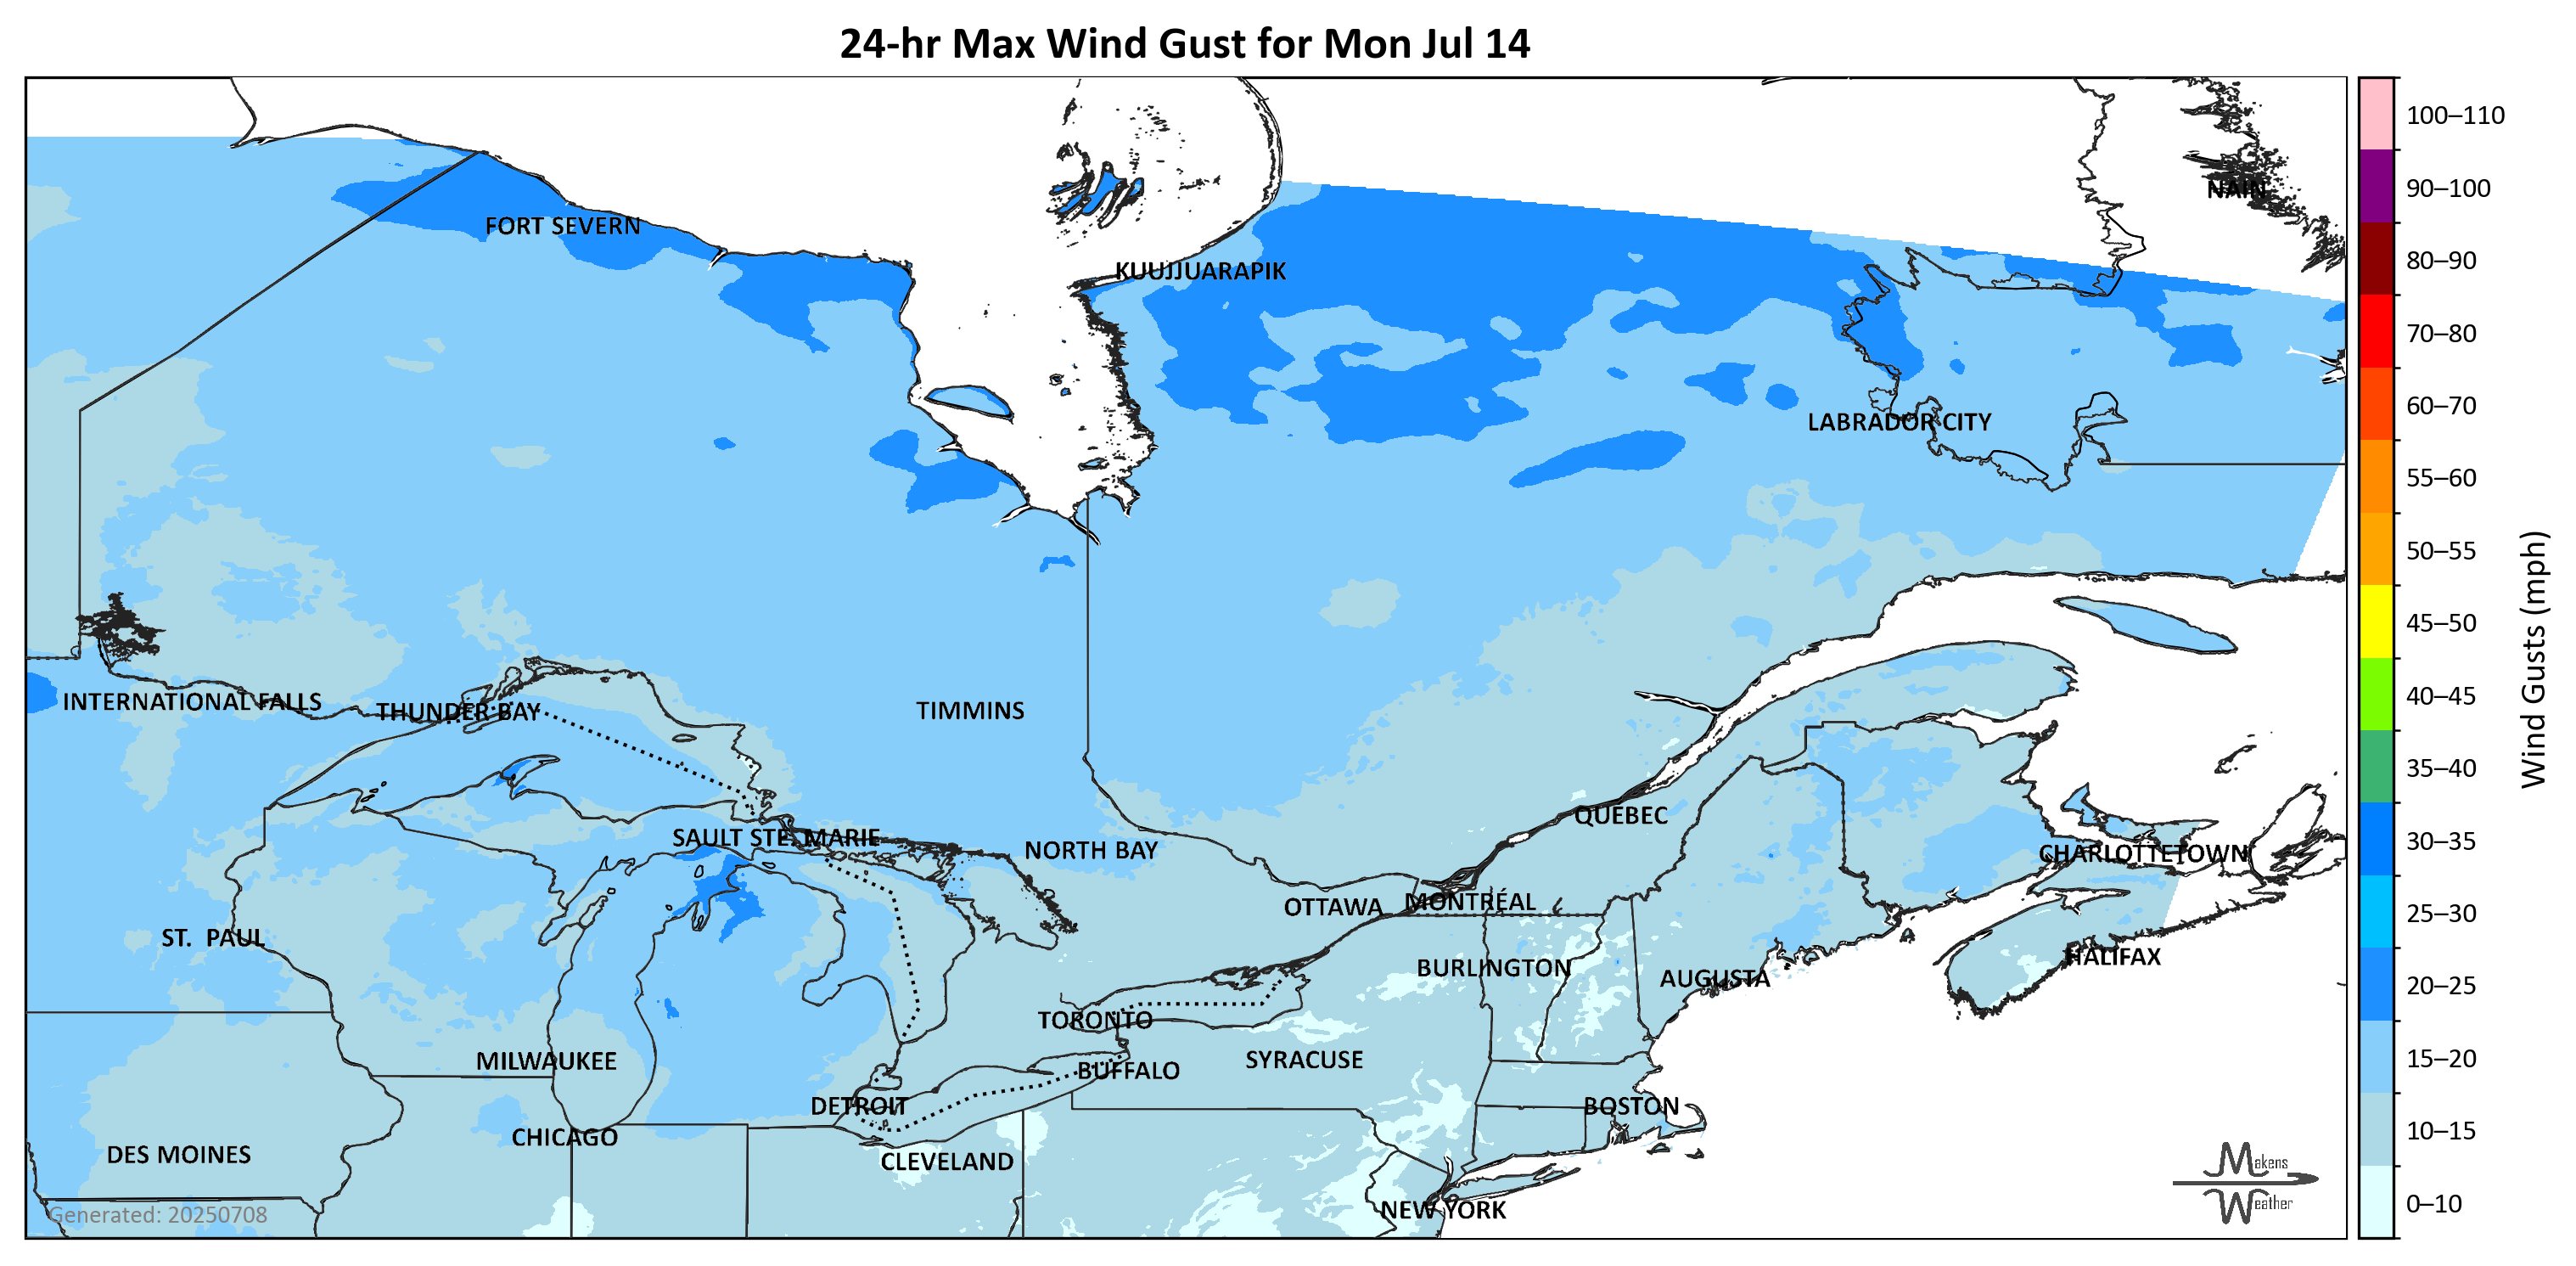 24-hr Max Wind Gust for Mon Jul 14
100–110
90–100
NAIN
FORT SEVERN
80–90
KUUJJUARAPIK
70–80
60–70
LABRADOR CITY
55–60
50–55
45–50
40–45
INTERNATIONAL FALLS
THUNDER BAY
TIMMINS
Wind Gusts (mph)
35–40
QUEBEC
30–35
SAULT STE. MARIE
NORTH BAY
CHARLOTTETOWN
OTTAWA
MONTRÉAL
25–30
ST. PAUL
HALIFAX
BURLINGTON
AUGUSTA
20–25
TORONTO
MILWAUKEE
SYRACUSE
15–20
BUFFALO
DETROIT
BOSTON
10–15
CHICAGO
DES MOINES
CLEVELAND
Makens
Weather
NEW YORK
0–10
Generated: 20250708